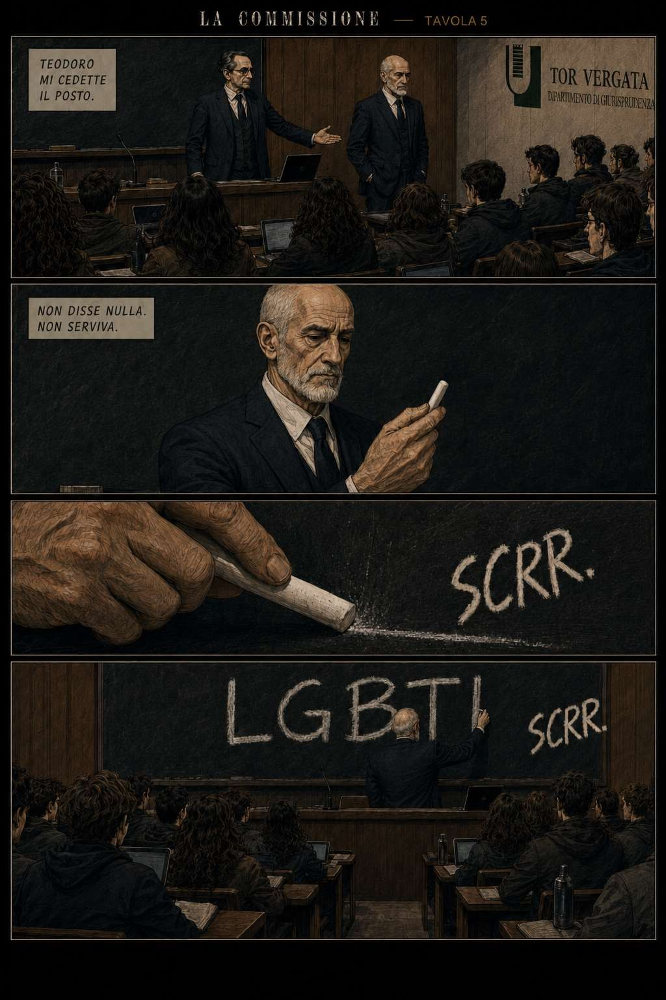 LA COMMISSIONE — TAVOLA 5
TEODORO
MI CEDETTE
IL POSTO.
TOR VERGATA
DIPARTIMENTO DI GIURISPRUDENZA
NON DISSE NULLA.
NON SERVIVA.
SCRR.
LGBTI
SCRR.